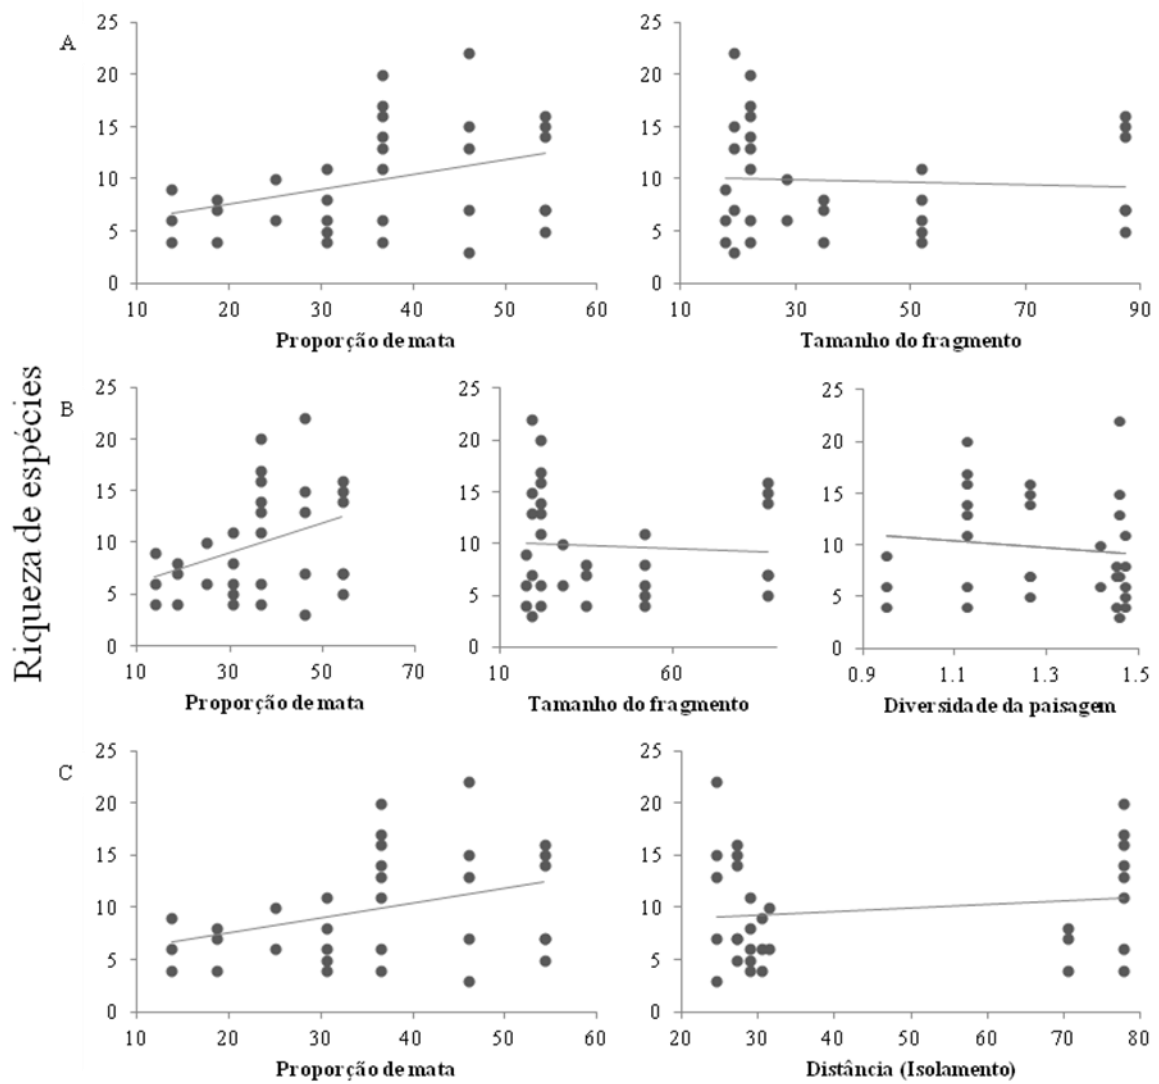 Riqueza de espécies
A
25
20
15
10
5
0
10 20 30 40 50 60
Proporção de mata
25
20
15
10
5
0
10 30 50 70 90
Tamanho do fragmento
B
25
20
15
10
5
0
10 30 50 70
Proporção de mata
25
20
15
10
5
0
10 60
Tamanho do fragmento
25
20
15
10
5
0
0.9 1.1 1.3 1.5
Diversidade da paisagem
C
25
20
15
10
5
0
10 20 30 40 50 60
Proporção de mata
25
20
15
10
5
0
20 30 40 50 60 70 80
Distância (Isolamento)